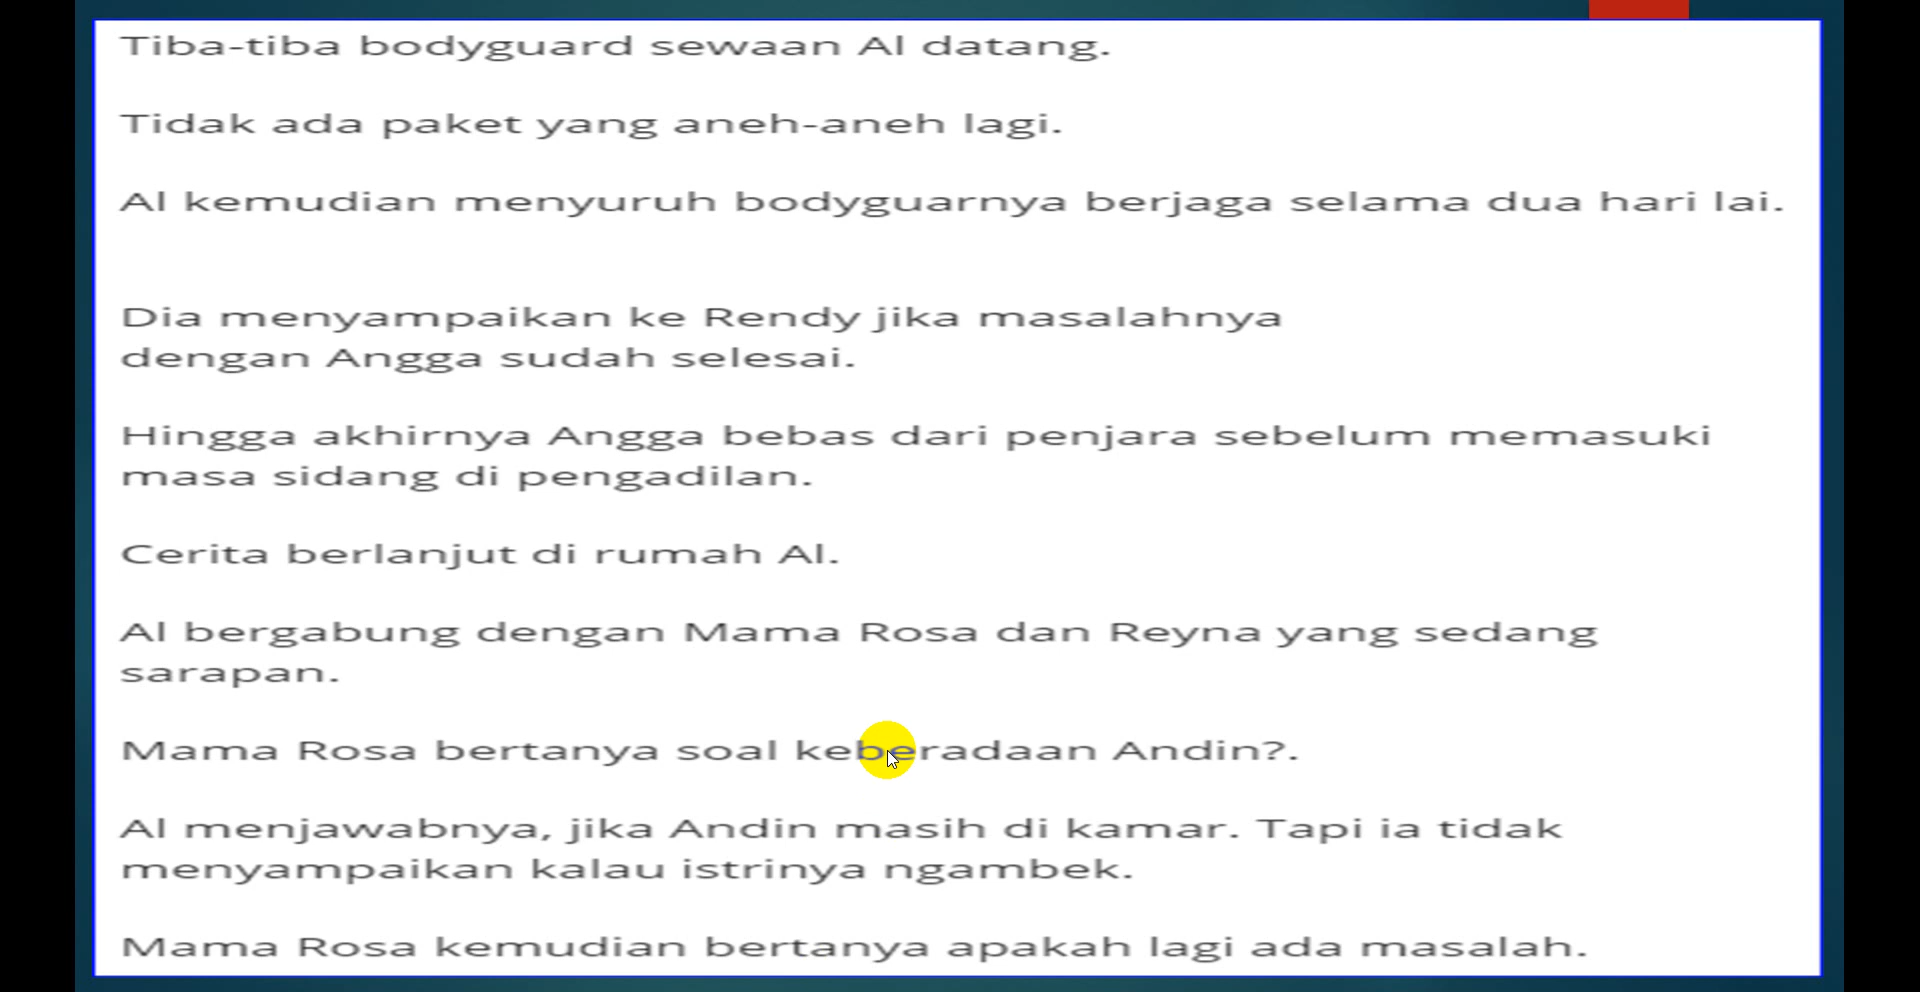 Tiba-tiba bodyguard sewaan Al datang.
Tidak ada paket yang aneh-aneh lagi.
Al kemudian menyuruh bodyguarnya berjaga selama dua hari lai.
Dia menyampaikan ke Rendy jika masalahnya
dengan Angga sudah selesai.
Hingga akhirnya Angga bebas dari penjara sebelum memasuki
masa sidang di pengadilan.
Cerita berlanjut di rumah Al.
Al bergabung dengan Mama Rosa dan Reyna yang sedang
sarapan.
Mama Rosa bertanya soal keberadaan Andin?.
Al menjawabnya, jika Andin masih di kamar. Tapi ia tidak
menyampaikan kalau istrinya ngambek.
Mama Rosa kemudian bertanya apakah lagi ada masalah.